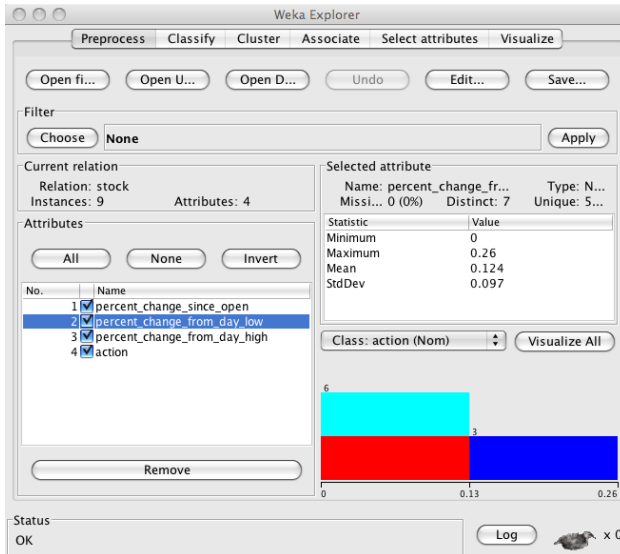 Weka Explorer
Preprocess Classify Cluster Associate Select attributes Visualize
Open fi... Open U... Open D... Undo Edit... Save...
Filter
Choose None Apply
Current relation
Relation: stock
Instances: 9 Attributes: 4
Selected attribute
Name: percent_change_fr... Type: N...
Missi... 0 (0%) Distinct: 7 Unique: 5...
Statistic Value
Minimum 0
Maximum 0.26
Mean 0.124
StdDev 0.097
Attributes
All None Invert
No. Name
1 percent_change_since_open
2 percent_change_from_day_low
3 percent_change_from_day_high
4 action
Remove
Class: action (Nom) Visualize All
6
3
0 0.13 0.26
Status
OK
Log x 0